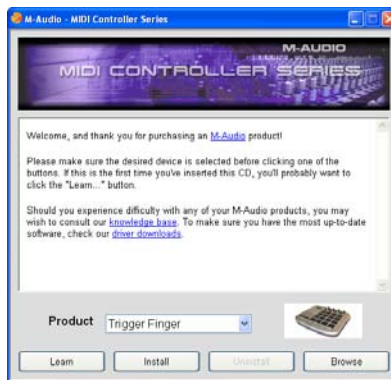 M-Audio - MIDI Controller Series
M-AUDIO
MIDI CONTROLLER SERIES
Welcome, and thank you for purchasing an M-Audio product!
Please make sure the desired device is selected before clicking one of the
buttons. If this is the first time you've inserted this CD, you'll probably want to
click the "Learn..." button.
Should you experience difficulty with any of your M-Audio products, you may
wish to consult our knowledge base. To make sure you have the most up-to-date
software, check our driver downloads.
Product Trigger Finger
Learn Install Uninstall Browse